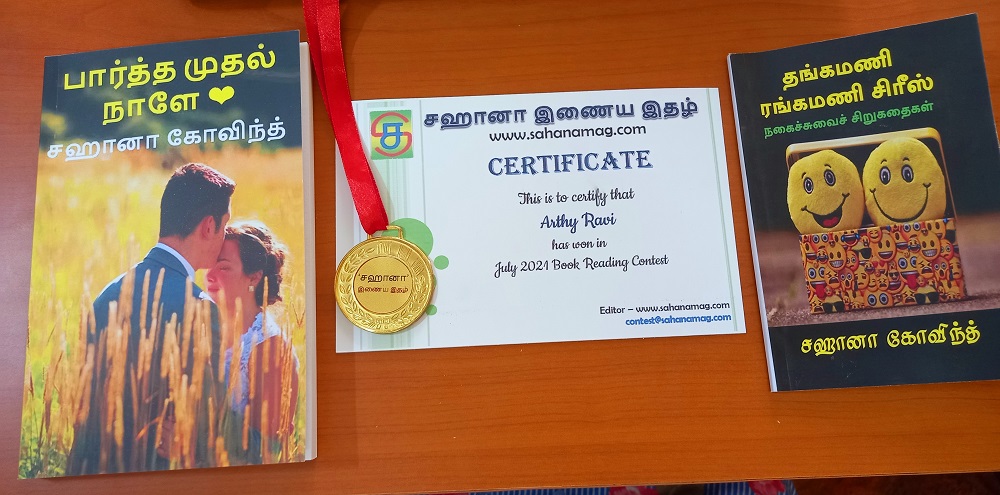 பார்த்த முதல்
நாளே ❤
சஹானா கோவிந்த்
ச
சஹானா இணைய இதழ்
www.sahanamag.com
CERTIFICATE
This is to certify that
Arthy Ravi
has won in
July 2021 Book Reading Contest
Editor – www.sahanamag.com
contest@sahanamag.com
'சஹானா'
இணைய இதழ்
தங்கமணி
ரங்கமணி சிரீஸ்
நகைச்சுவைச் சிறுகதைகள்
சஹானா கோவிந்த்